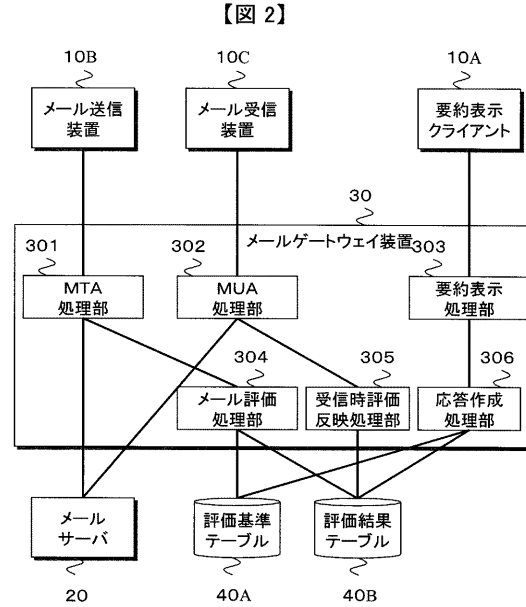 【図2】
10B
10C
10A
メール送信
装置
メール受信
装置
要約表示
クライアント
30
メールゲートウェイ装置
301
302
303
MTA
処理部
MUA
処理部
要約表示
処理部
304
305
306
メール評価
処理部
受信時評価
反映処理部
応答作成
処理部
メール
サーバ
評価基準
テーブル
評価結果
テーブル
20
40A
40B